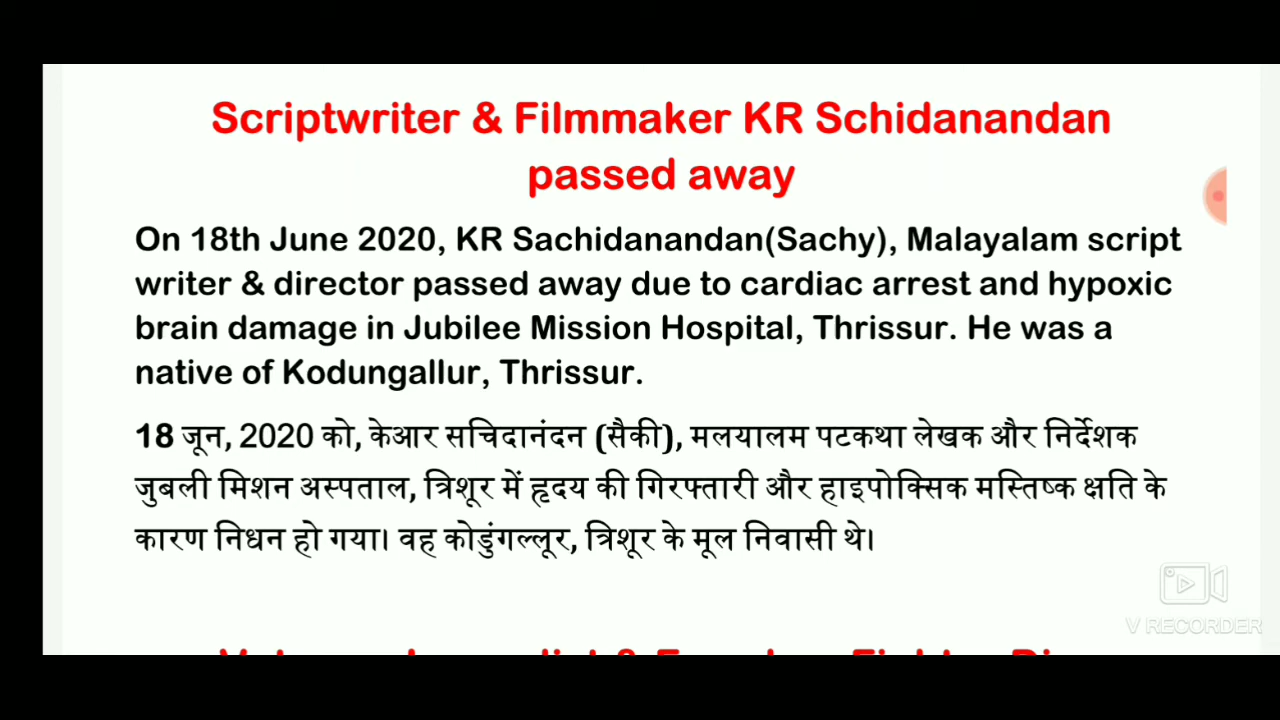 Scriptwriter & Filmmaker KR Schidanandan
passed away
On 18th June 2020, KR Sachidanandan(Sachy), Malayalam script
writer & director passed away due to cardiac arrest and hypoxic
brain damage in Jubilee Mission Hospital, Thrissur. He was a
native of Kodungallur, Thrissur.
18 जून, 2020 को, केआर सचिदानंदन (सैकी), मलयालम पटकथा लेखक और निर्देशक
जुबली मिशन अस्पताल, त्रिशूर में हृदय की गिरफ्तारी और हाइपोक्सिक मस्तिष्क क्षति के
कारण निधन हो गया। वह कोडुंगल्लूर, त्रिशूर के मूल निवासी थे।
V RECORDER